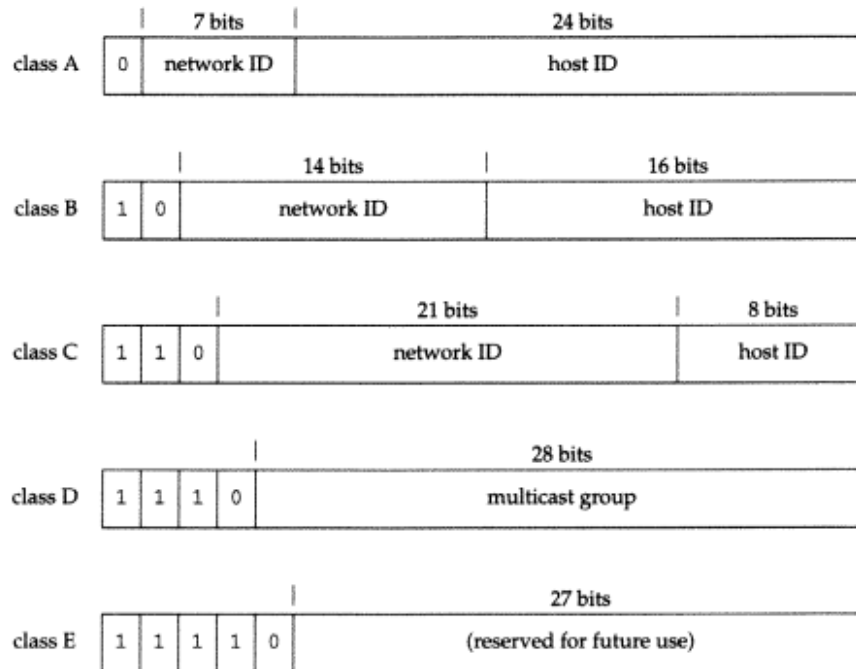 7 bits 24 bits
class A 0 network ID host ID
14 bits 16 bits
class B 1 0 network ID host ID
21 bits 8 bits
class C 1 1 0 network ID host ID
28 bits
class D 1 1 1 0 multicast group
27 bits
class E 1 1 1 1 0 (reserved for future use)